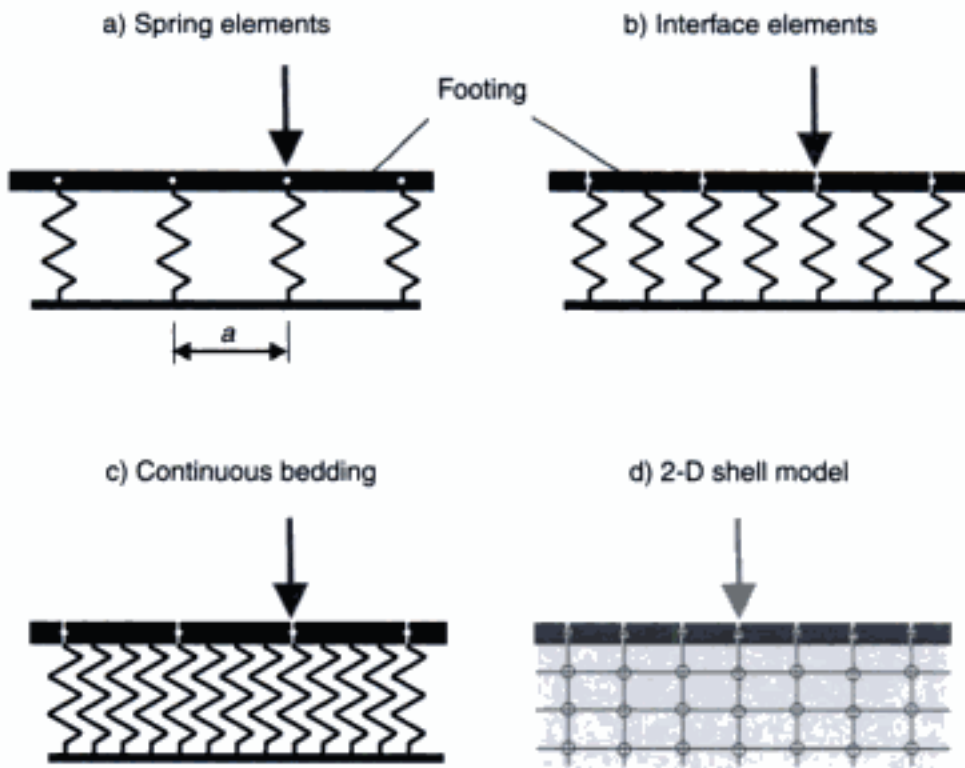 a) Spring elements
b) Interface elements
Footing
a
c) Continuous bedding
d) 2-D shell model